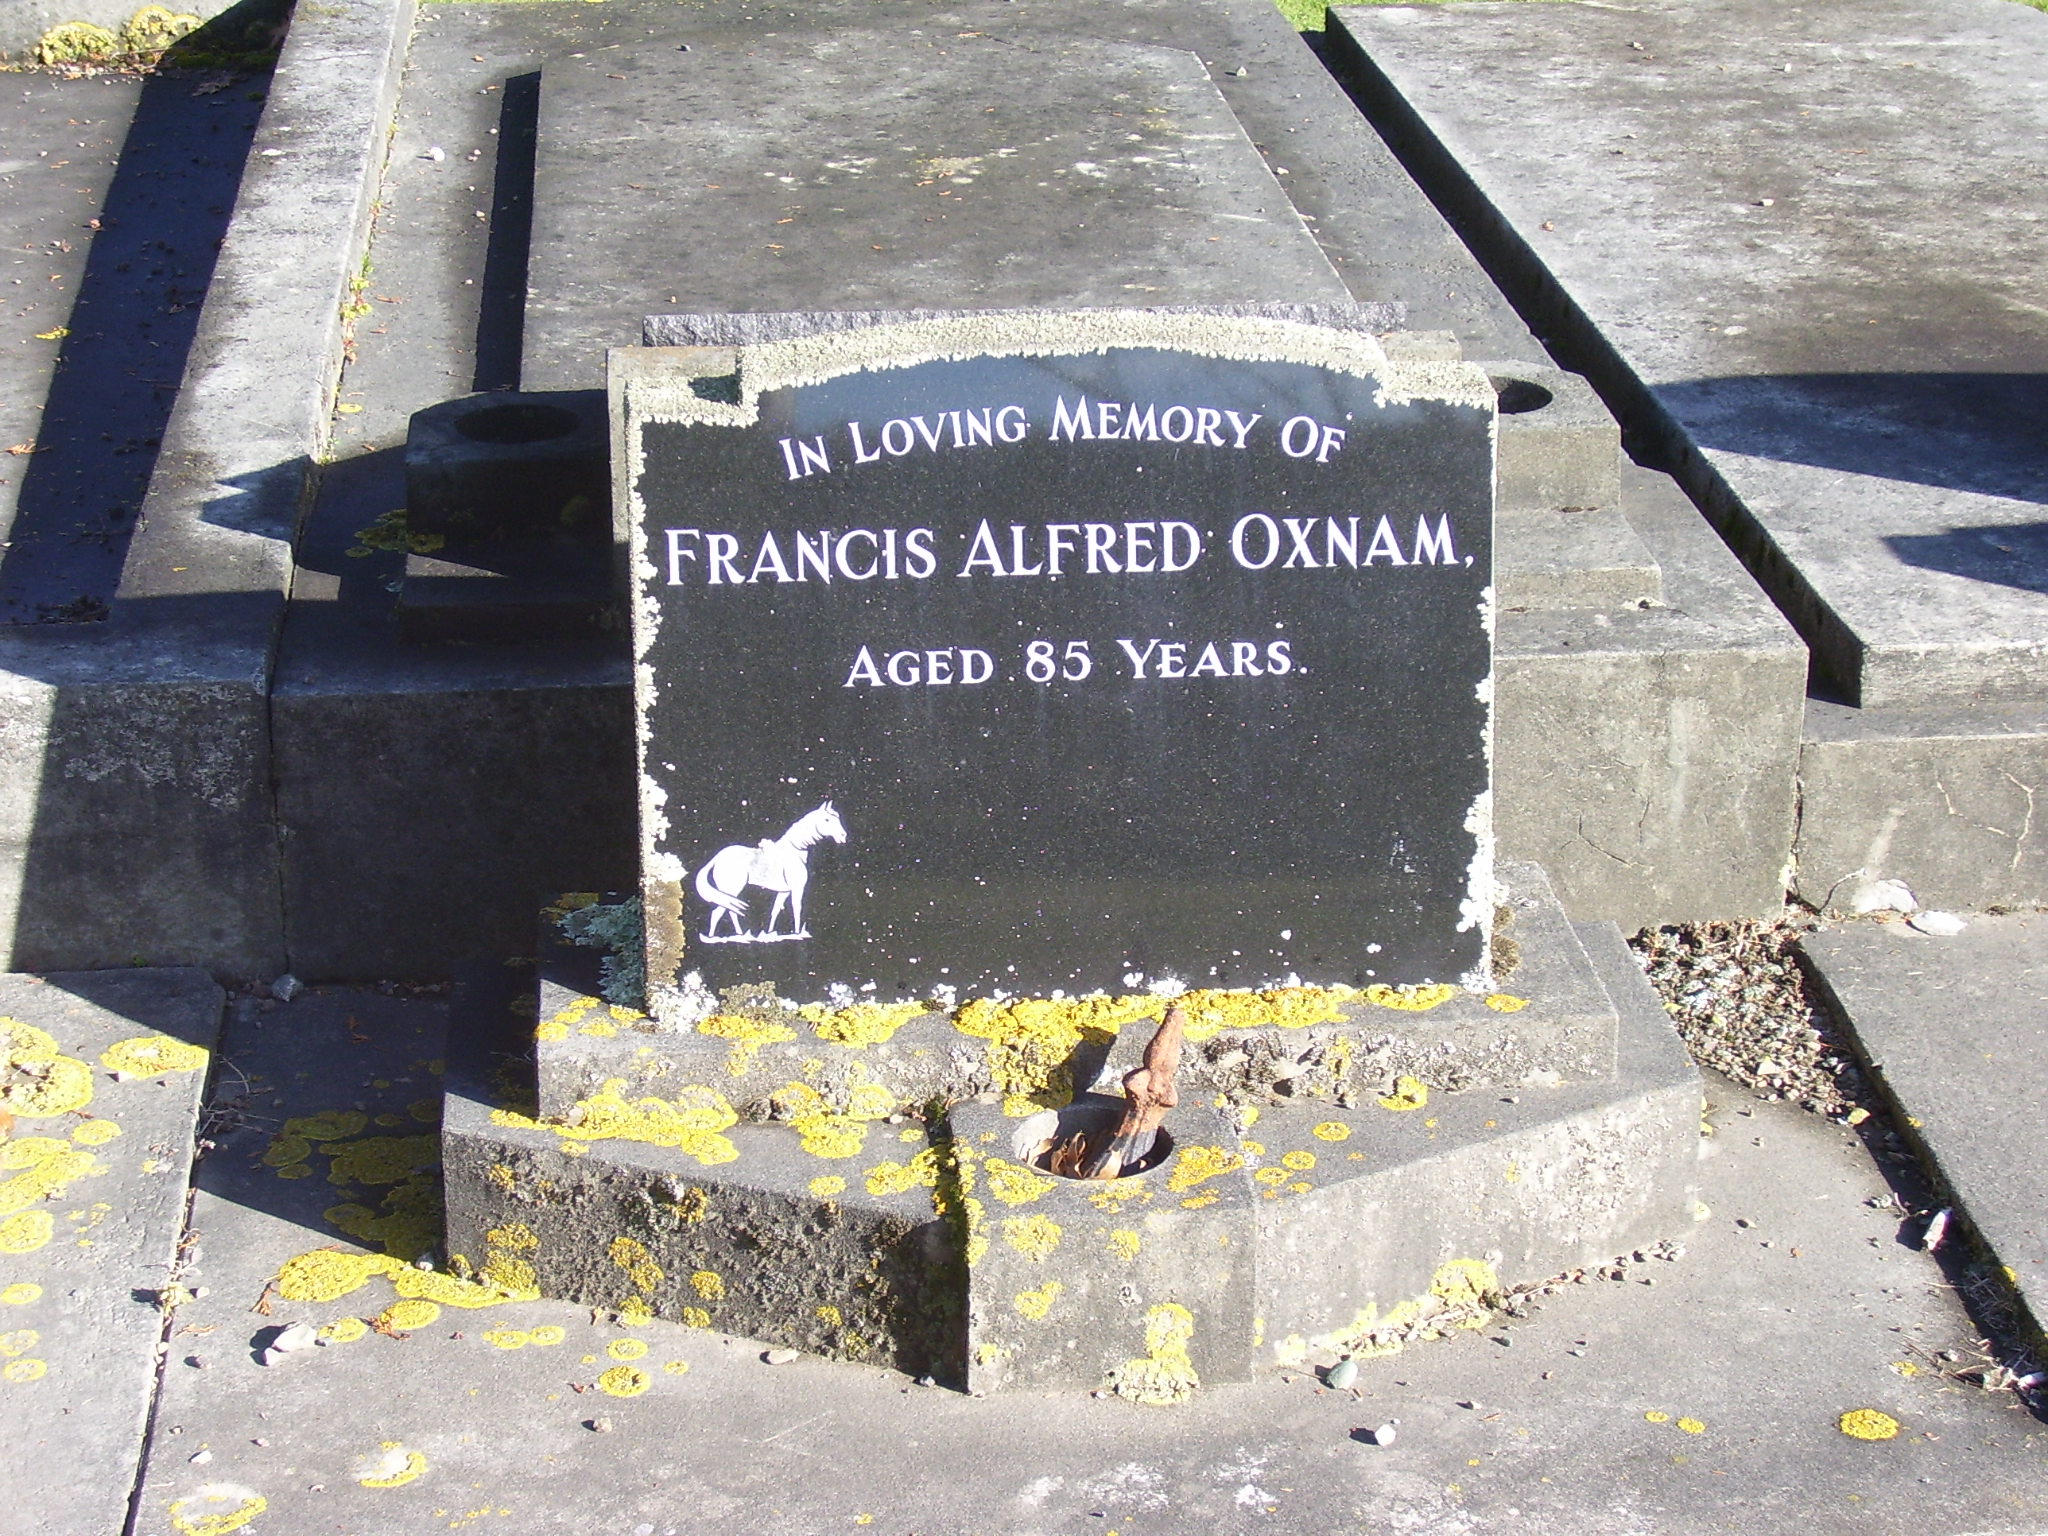 In Loving Memory Of
Francis Alfred Oxnam,
Aged 85 Years.